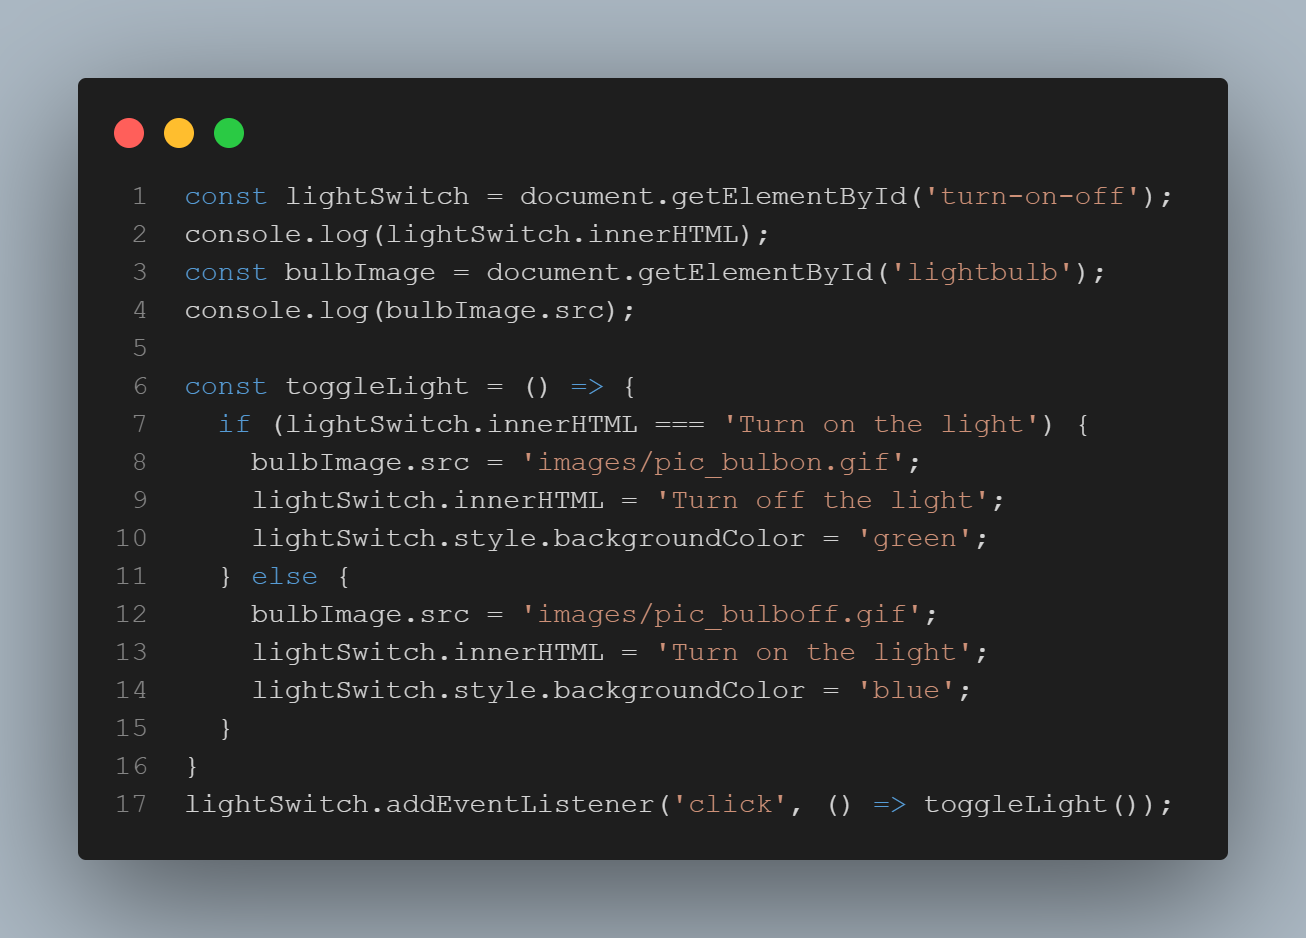 1 const lightSwitch = document.getElementById('turn-on-off');
2 console.log(lightSwitch.innerHTML);
3 const bulbImage = document.getElementById('lightbulb');
4 console.log(bulbImage.src);
5
6 const toggleLight = () => {
7   if (lightSwitch.innerHTML === 'Turn on the light') {
8     bulbImage.src = 'images/pic_bulbon.gif';
9     lightSwitch.innerHTML = 'Turn off the light';
10     lightSwitch.style.backgroundColor = 'green';
11   } else {
12     bulbImage.src = 'images/pic_bulboff.gif';
13     lightSwitch.innerHTML = 'Turn on the light';
14     lightSwitch.style.backgroundColor = 'blue';
15   }
16 }
17 lightSwitch.addEventListener('click', () => toggleLight());